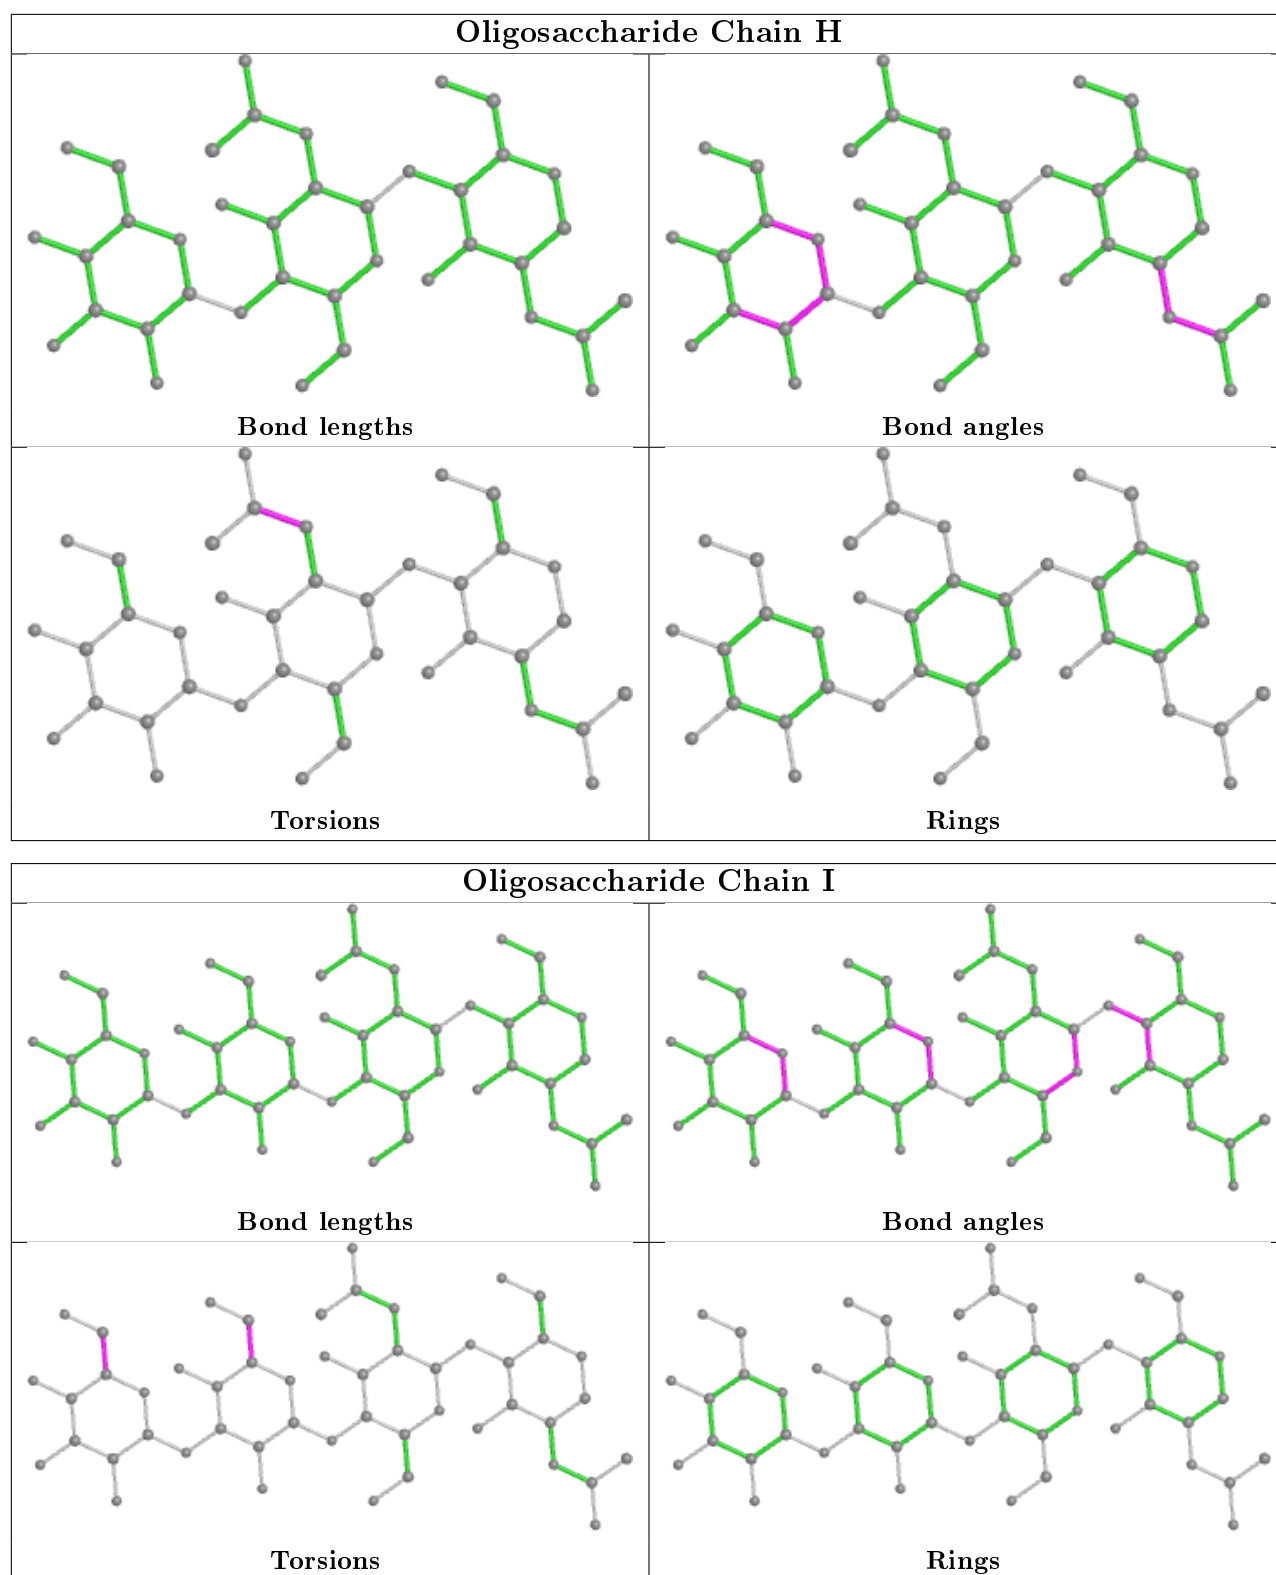 Oligosaccharide Chain H
Bond lengths
Bond angles
Torsions
Rings
Oligosaccharide Chain I
Bond lengths
Bond angles
Torsions
Rings